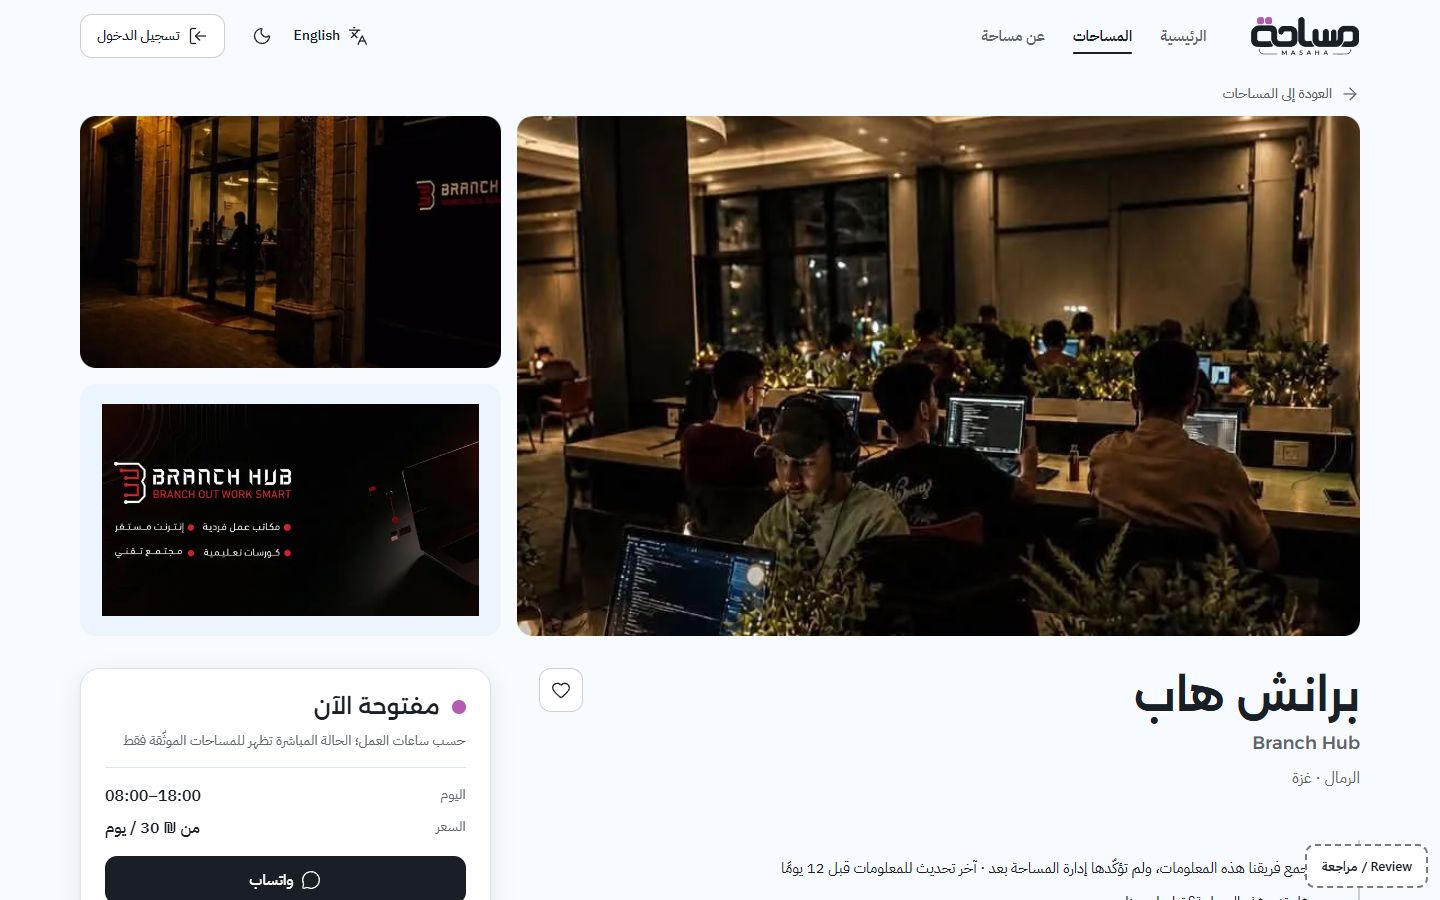 مساحة
MASAHA
الرئيسية
المساحات
عن مساحة
English
تسجيل الدخول
العودة إلى المساحات
BRANCH
BRANCH HUB
BRANCH OUT WORK SMART
مكاتب عمل فردية
إنترنت مستقر
كورسات تعليمية
مجتمع تقني
برانش هاب
Branch Hub
الرمال · غزة
جمع فريقنا هذه المعلومات، ولم تؤكّدها إدارة المساحة بعد · آخر تحديث للمعلومات قبل 12 يومًا
مراجعة / Review
مفتوحة الآن
حسب ساعات العمل؛ الحالة المباشرة تظهر للمساحات الموثّقة فقط
اليوم
08:00–18:00
السعر
من ₪ 30 / يوم
واتساب